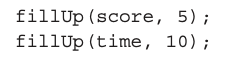 fillUp(score, 5);
fillUp(time, 10);